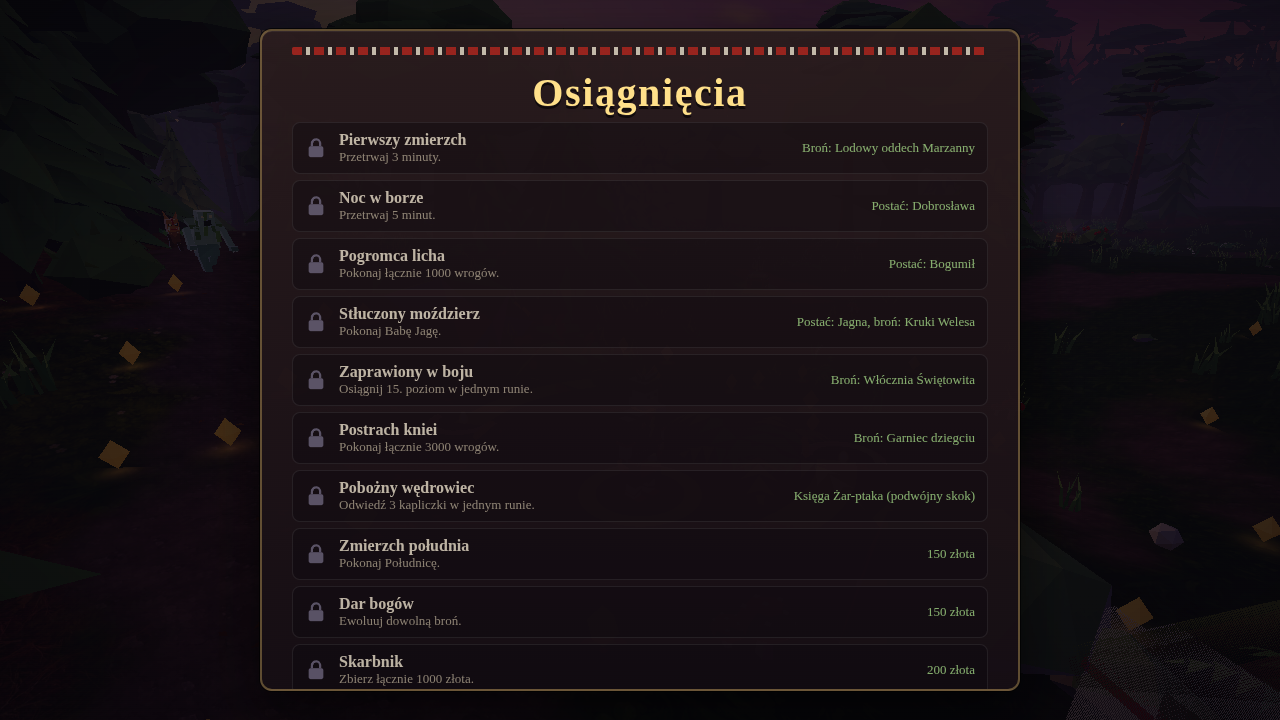 Osiągnięcia
Pierwszy zmierzch
Przetrwaj 3 minuty.
Broń: Lodowy oddech Marzanny
Noc w borze
Przetrwaj 5 minut.
Postać: Dobrosława
Pogromca licha
Pokonaj łącznie 1000 wrogów.
Postać: Bogumił
Stłuczony moździerz
Pokonaj Babę Jagę.
Postać: Jagna, broń: Kruki Welesa
Zaprawiony w boju
Osiągnij 15. poziom w jednym runie.
Broń: Włócznia Świętowita
Postrach kniei
Pokonaj łącznie 3000 wrogów.
Broń: Garniec dziegciu
Pobożny wędrowiec
Odwiedź 3 kapliczki w jednym runie.
Księga Żar-ptaka (podwójny skok)
Zmierzch południa
Pokonaj Południcę.
150 złota
Dar bogów
Ewoluuj dowolną broń.
150 złota
Skarbnik
Zbierz łącznie 1000 złota.
200 złota